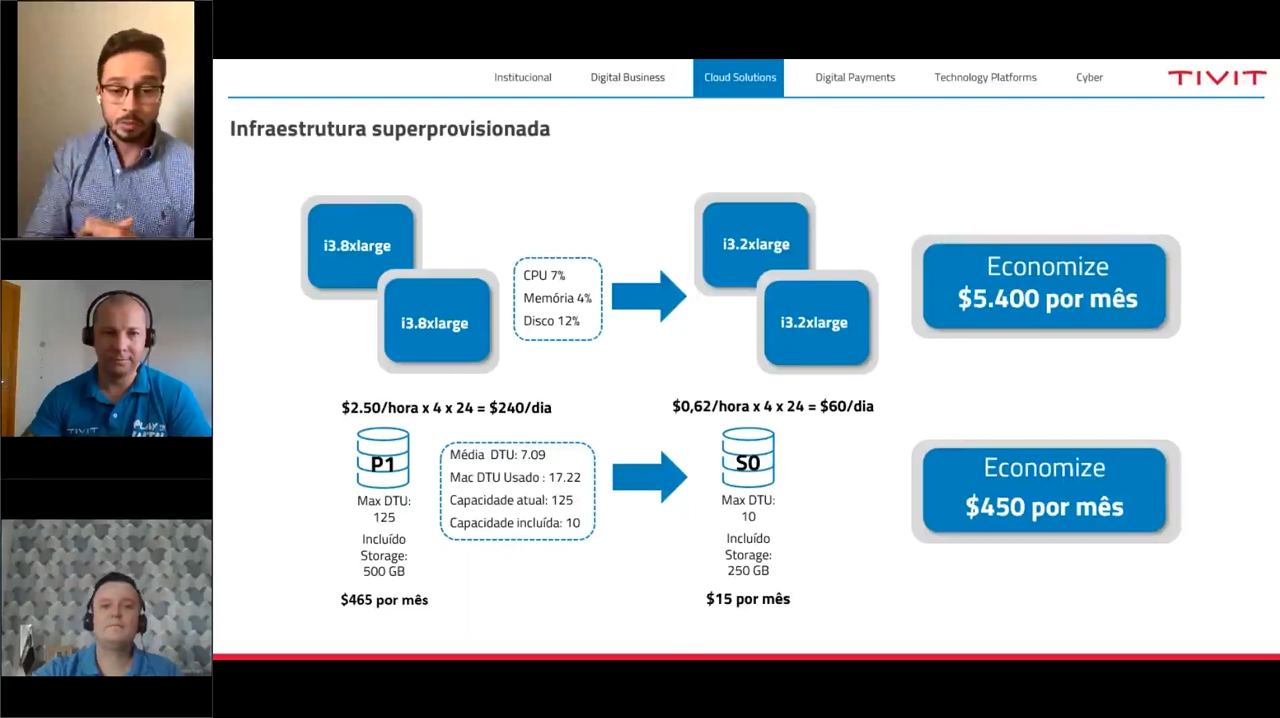 Institucional
Digital Business
Cloud Solutions
Digital Payments
Technology Platforms
Cyber
TIVIT
Infraestrutura superprovisionada
i3.8xlarge
i3.8xlarge
CPU 7%
Memória 4%
Disco 12%
i3.2xlarge
i3.2xlarge
Economize
$5.400 por mês
$2.50/hora x 4 x 24 = $240/dia
$0,62/hora x 4 x 24 = $60/dia
P1
Max DTU:
125
Incluído
Storage:
500 GB
$465 por mês
Média DTU: 7.09
Mac DTU Usado : 17.22
Capacidade atual: 125
Capacidade incluída: 10
S0
Max DTU:
10
Incluído
Storage:
250 GB
$15 por mês
Economize
$450 por mês
TIVIT